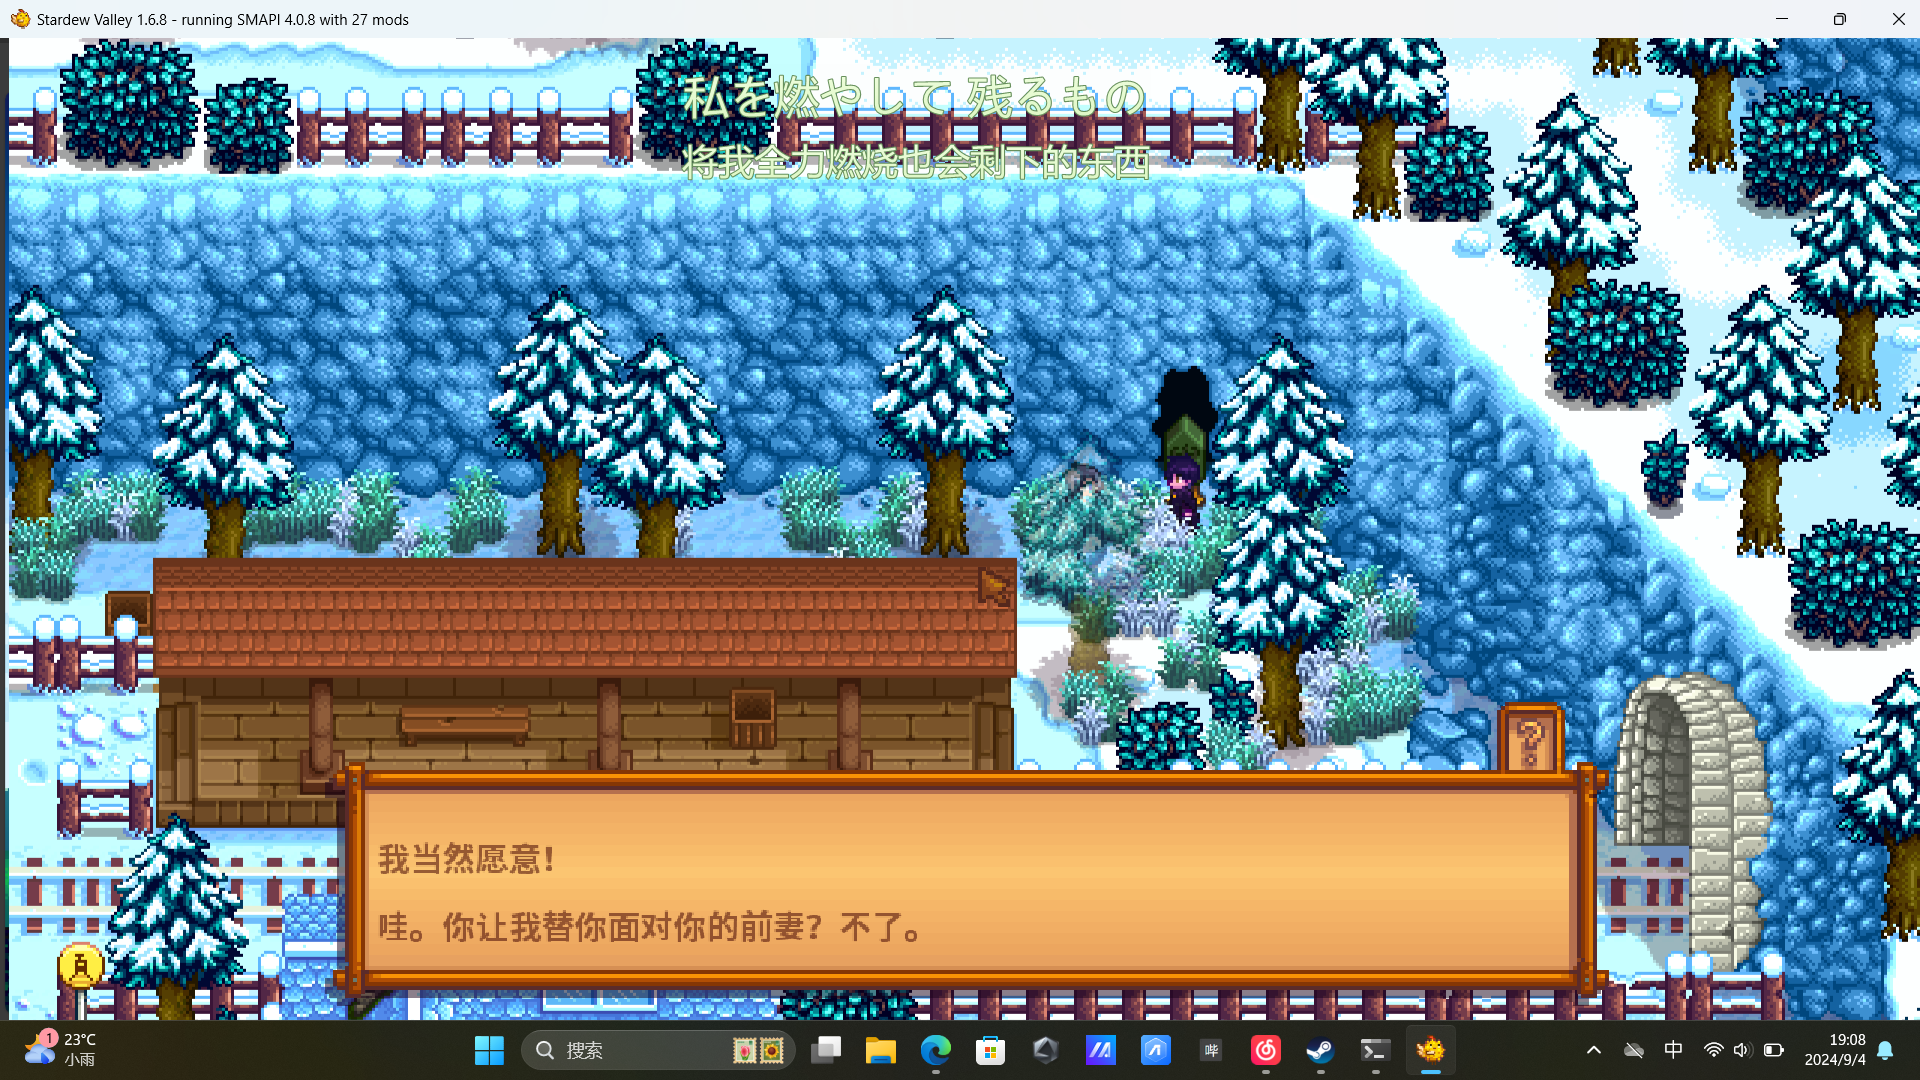 Stardew Valley 1.6.8 - running SMAPI 4.0.8 with 27 mods
私を燃やして 残るもの
将我全力燃烧也会剩下的东西
?
我当然愿意!
哇。你让我替你面对你的前妻? 不了。
1
23°C
小雨
搜索
哔
中
19:08
2024/9/4